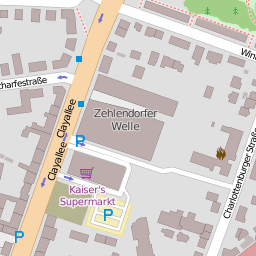 Win
charfestraße
Clayallee Clayallee
Zehlendorfer
Welle
P
Kaiser's
Supermarkt
P
P
Charlottenburger Straße